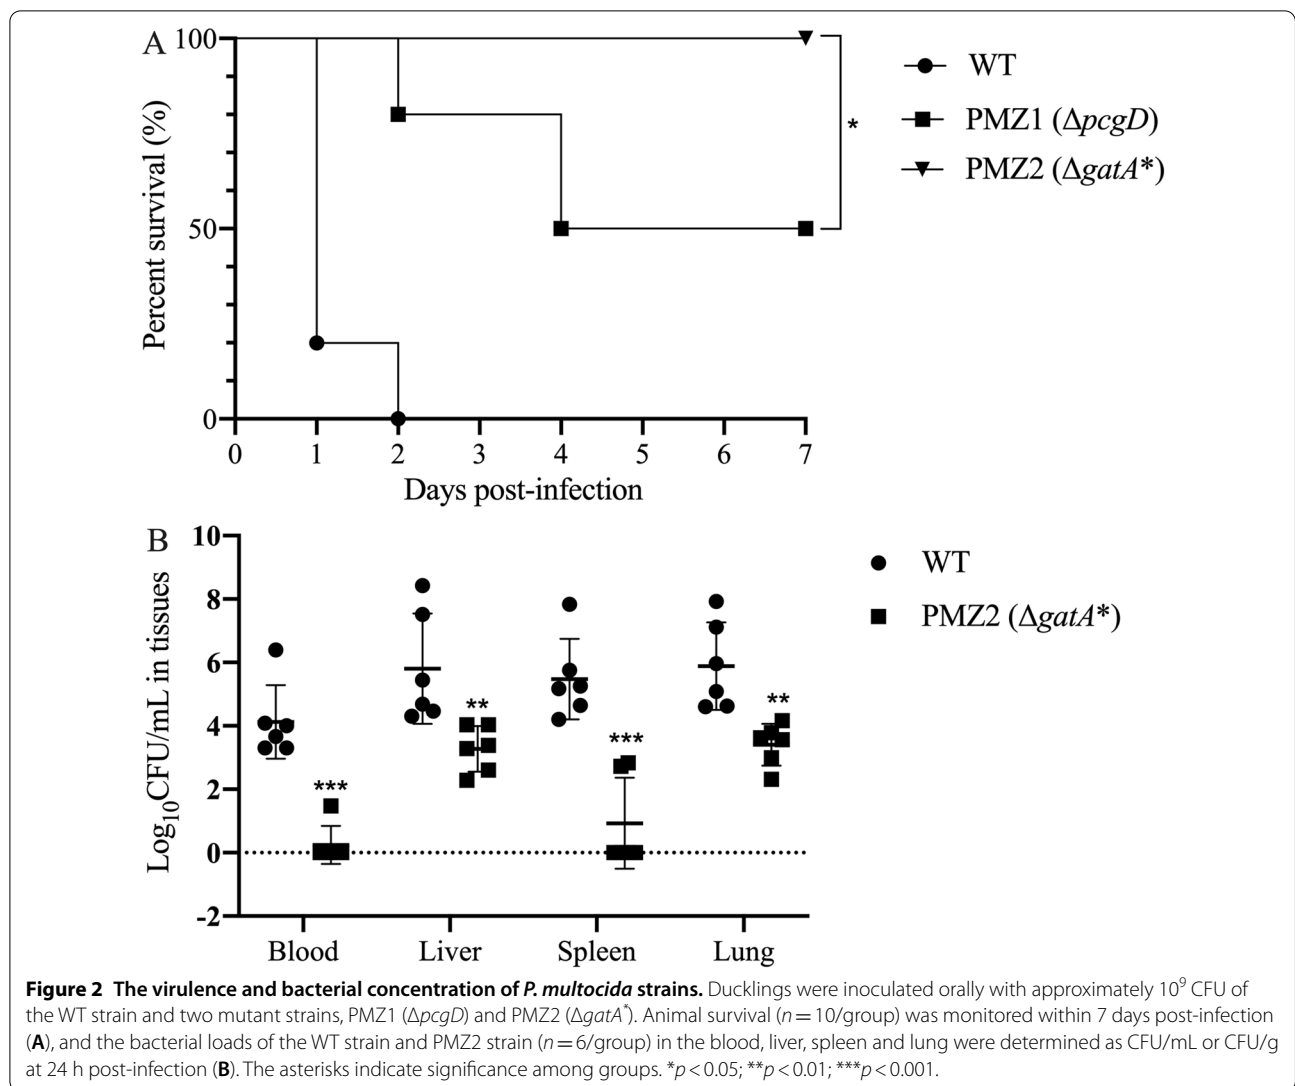 A
100
50
0
Percent survival (%)
0 1 2 3 4 5 6 7
Days post-infection
*
WT
PMZ1 (ΔpcgD)
PMZ2 (ΔgatA*)
B
10
8
6
4
2
0
-2
Log10CFU/mL in tissues
***
**
***
**
Blood Liver Spleen Lung
WT
PMZ2 (ΔgatA*)
Figure 2 The virulence and bacterial concentration of P. multocida strains. Ducklings were inoculated orally with approximately 10⁹ CFU of
the WT strain and two mutant strains, PMZ1 (ΔpcgD) and PMZ2 (ΔgatA*). Animal survival (n = 10/group) was monitored within 7 days post-infection
(A), and the bacterial loads of the WT strain and PMZ2 strain (n = 6/group) in the blood, liver, spleen and lung were determined as CFU/mL or CFU/g
at 24 h post-infection (B). The asterisks indicate significance among groups. *p < 0.05; **p < 0.01; ***p < 0.001.